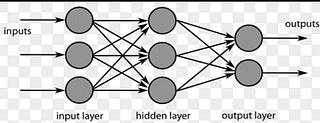 outputs
inputs
input layer
hidden layer
output layer